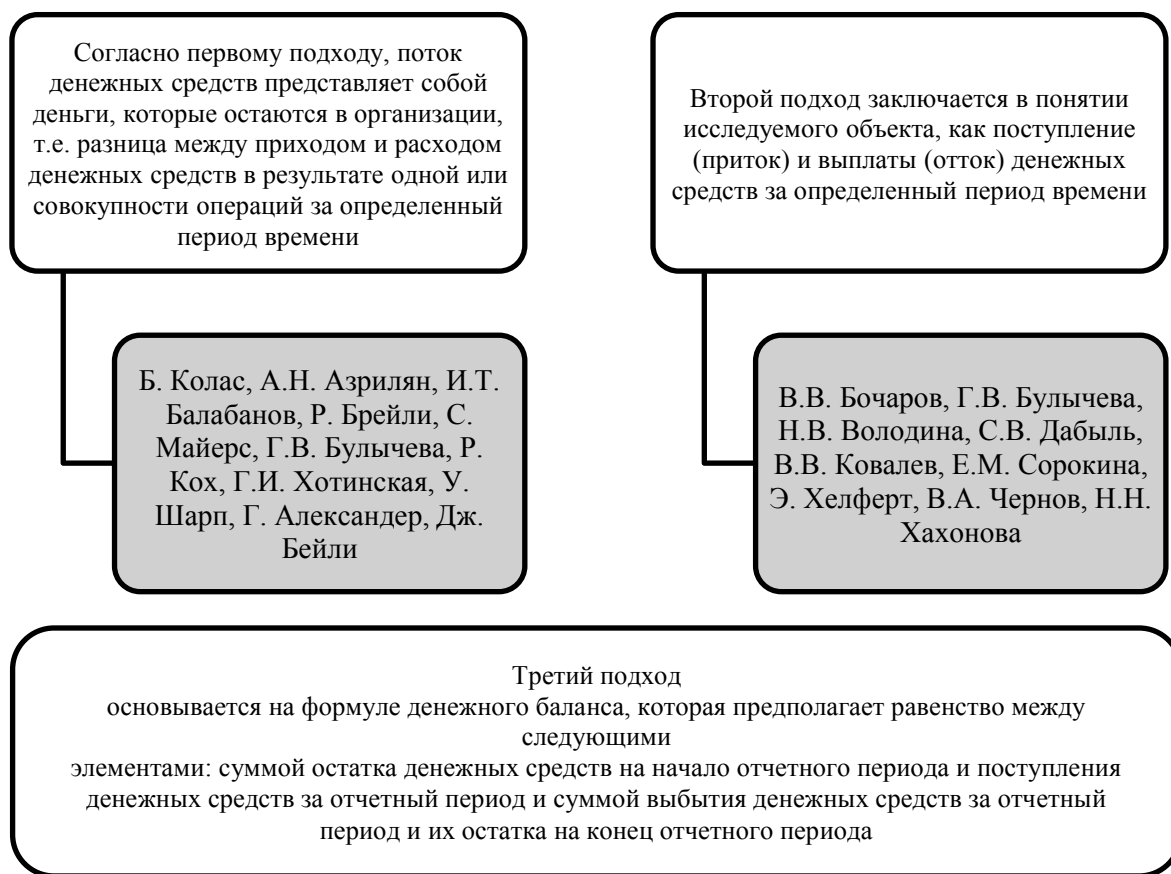 Согласно первому подходу, поток
денежных средств представляет собой
деньги, которые остаются в организации,
т.е. разница между приходом и расходом
денежных средств в результате одной или
совокупности операций за определенный
период времени
Б. Колас, А.Н. Азрилян, И.Т.
Балабанов, Р. Брейли, С.
Майерс, Г.В. Булычева, Р.
Кох, Г.И. Хотинская, У.
Шарп, Г. Александер, Дж.
Бейли
Второй подход заключается в понятии
исследуемого объекта, как поступление
(приток) и выплаты (отток) денежных
средств за определенный период времени
В.В. Бочаров, Г.В. Булычева,
Н.В. Володина, С.В. Дабыль,
В.В. Ковалев, Е.М. Сорокина,
Э. Хелферт, В.А. Чернов, Н.Н.
Хахонова
Третий подход
основывается на формуле денежного баланса, которая предполагает равенство между
следующими
элементами: суммой остатка денежных средств на начало отчетного периода и поступления
денежных средств за отчетный период и суммой выбытия денежных средств за отчетный
период и их остатка на конец отчетного периода